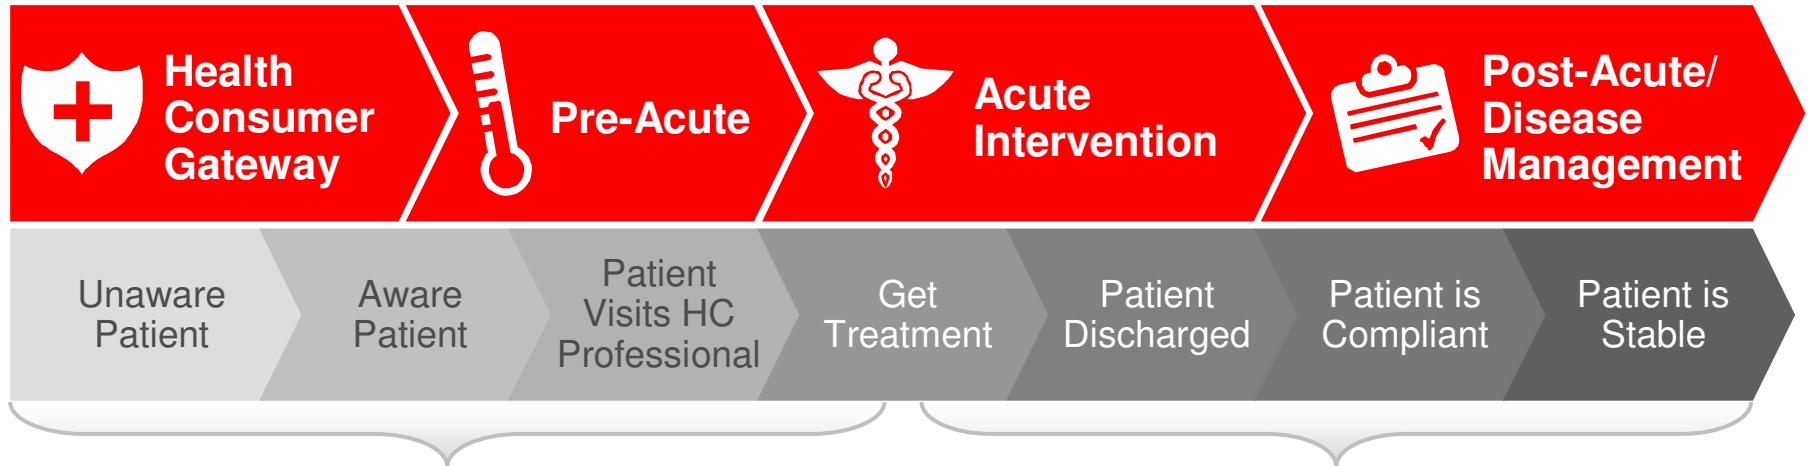 Health
Consumer
Gateway
Pre-Acute
Acute
Intervention
Post-Acute/
Disease
Management
Unaware
Patient
Aware
Patient
Patient
Visits HC
Professional
Get
Treatment
Patient
Discharged
Patient is
Compliant
Patient is
Stable